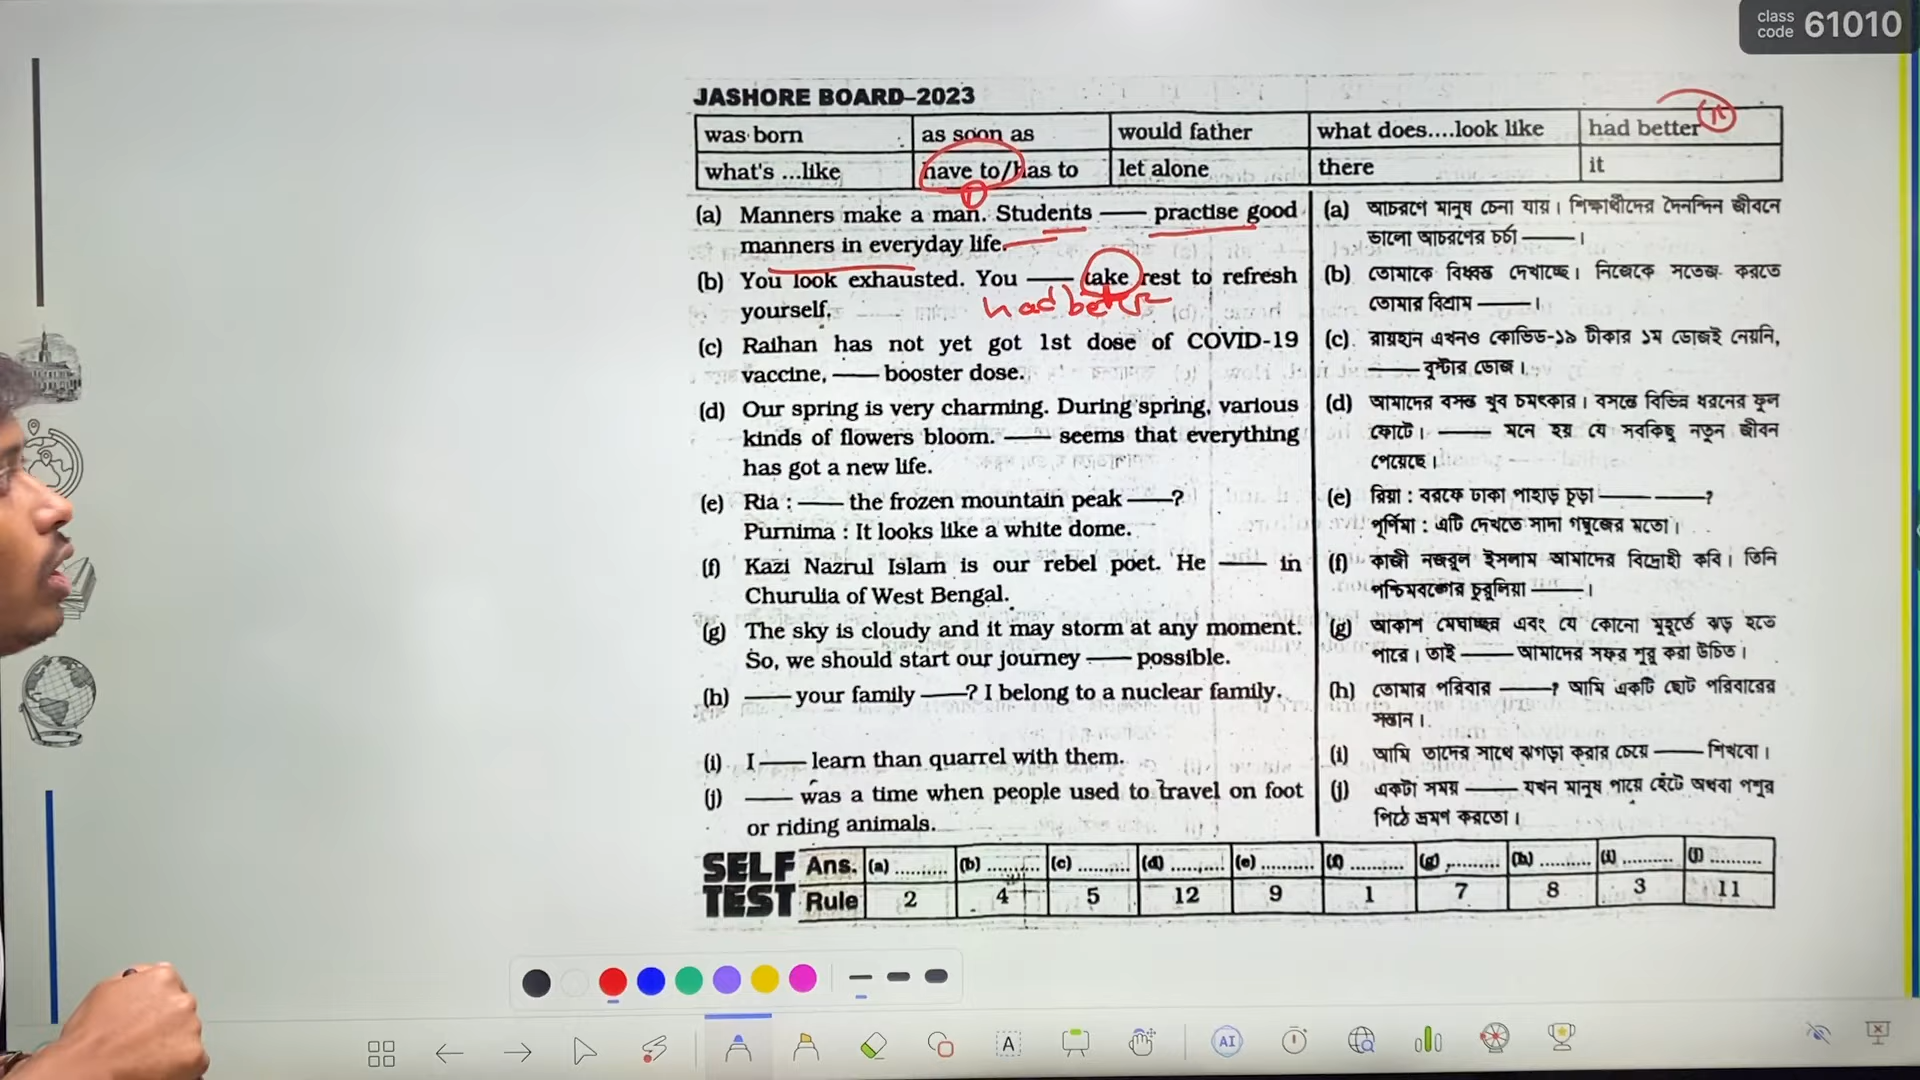 class code 61010
JASHORE BOARD–2023
was born | as soon as | would father | what does....look like | had better
what's ...like | have to/has to | let alone | there | it
(a) Manners make a man. Students —— practise good
manners in everyday life.
(b) You look exhausted. You —— take rest to refresh
had better
yourself.
(c) Raihan has not yet got 1st dose of COVID-19
vaccine, —— booster dose.
(d) Our spring is very charming. During spring, various
kinds of flowers bloom. —— seems that everything
has got a new life.
(e) Ria : —— the frozen mountain peak ——?
Purnima : It looks like a white dome.
(f) Kazi Nazrul Islam is our rebel poet. He —— in
Churulia of West Bengal.
(g) The sky is cloudy and it may storm at any moment.
So, we should start our journey —— possible.
(h) —— your family ——? I belong to a nuclear family.
(i) I —— learn than quarrel with them.
(j) —— was a time when people used to travel on foot
or riding animals.
(a) আচরণে মানুষ চেনা যায়। শিক্ষার্থীদের দৈনন্দিন জীবনে
ভালো আচরণের চর্চা ——।
(b) তোমাকে বিধ্বস্ত দেখাচ্ছে। নিজেকে সতেজ করতে
তোমার বিশ্রাম ——।
(c) রায়হান এখনও কোভিড-১৯ টীকার ১ম ডোজই নেয়নি,
—— বুস্টার ডোজ।
(d) আমাদের বসন্ত খুব চমৎকার। বসন্তে বিভিন্ন ধরনের ফুল
ফোটে। —— মনে হয় যে সবকিছু নতুন জীবন
পেয়েছে।
(e) রিয়া : বরফে ঢাকা পাহাড় চূড়া —— ——?
পূর্ণিমা : এটি দেখতে সাদা গম্বুজের মতো।
(f) কাজী নজরুল ইসলাম আমাদের বিদ্রোহী কবি। তিনি
পশ্চিমবঙ্গের চুরুলিয়া ——।
(g) আকাশ মেঘাচ্ছন্ন এবং যে কোনো মুহূর্তে ঝড় হতে
পারে। তাই —— আমাদের সফর শুরু করা উচিত।
(h) তোমার পরিবার ——? আমি একটি ছোট পরিবারের
সন্তান।
(i) আমি তাদের সাথে ঝগড়া করার চেয়ে —— শিখবো।
(j) একটা সময় —— যখন মানুষ পায়ে হেঁটে অথবা পশুর
পিঠে ভ্রমণ করতো।
SELF TEST
Ans. (a) .......... (b) .......... (c) .......... (d) .......... (e) .......... (f) .......... (g) .......... (h) .......... (i) .......... (j) ..........
Rule 2 4 5 12 9 1 7 8 3 11
A
AI